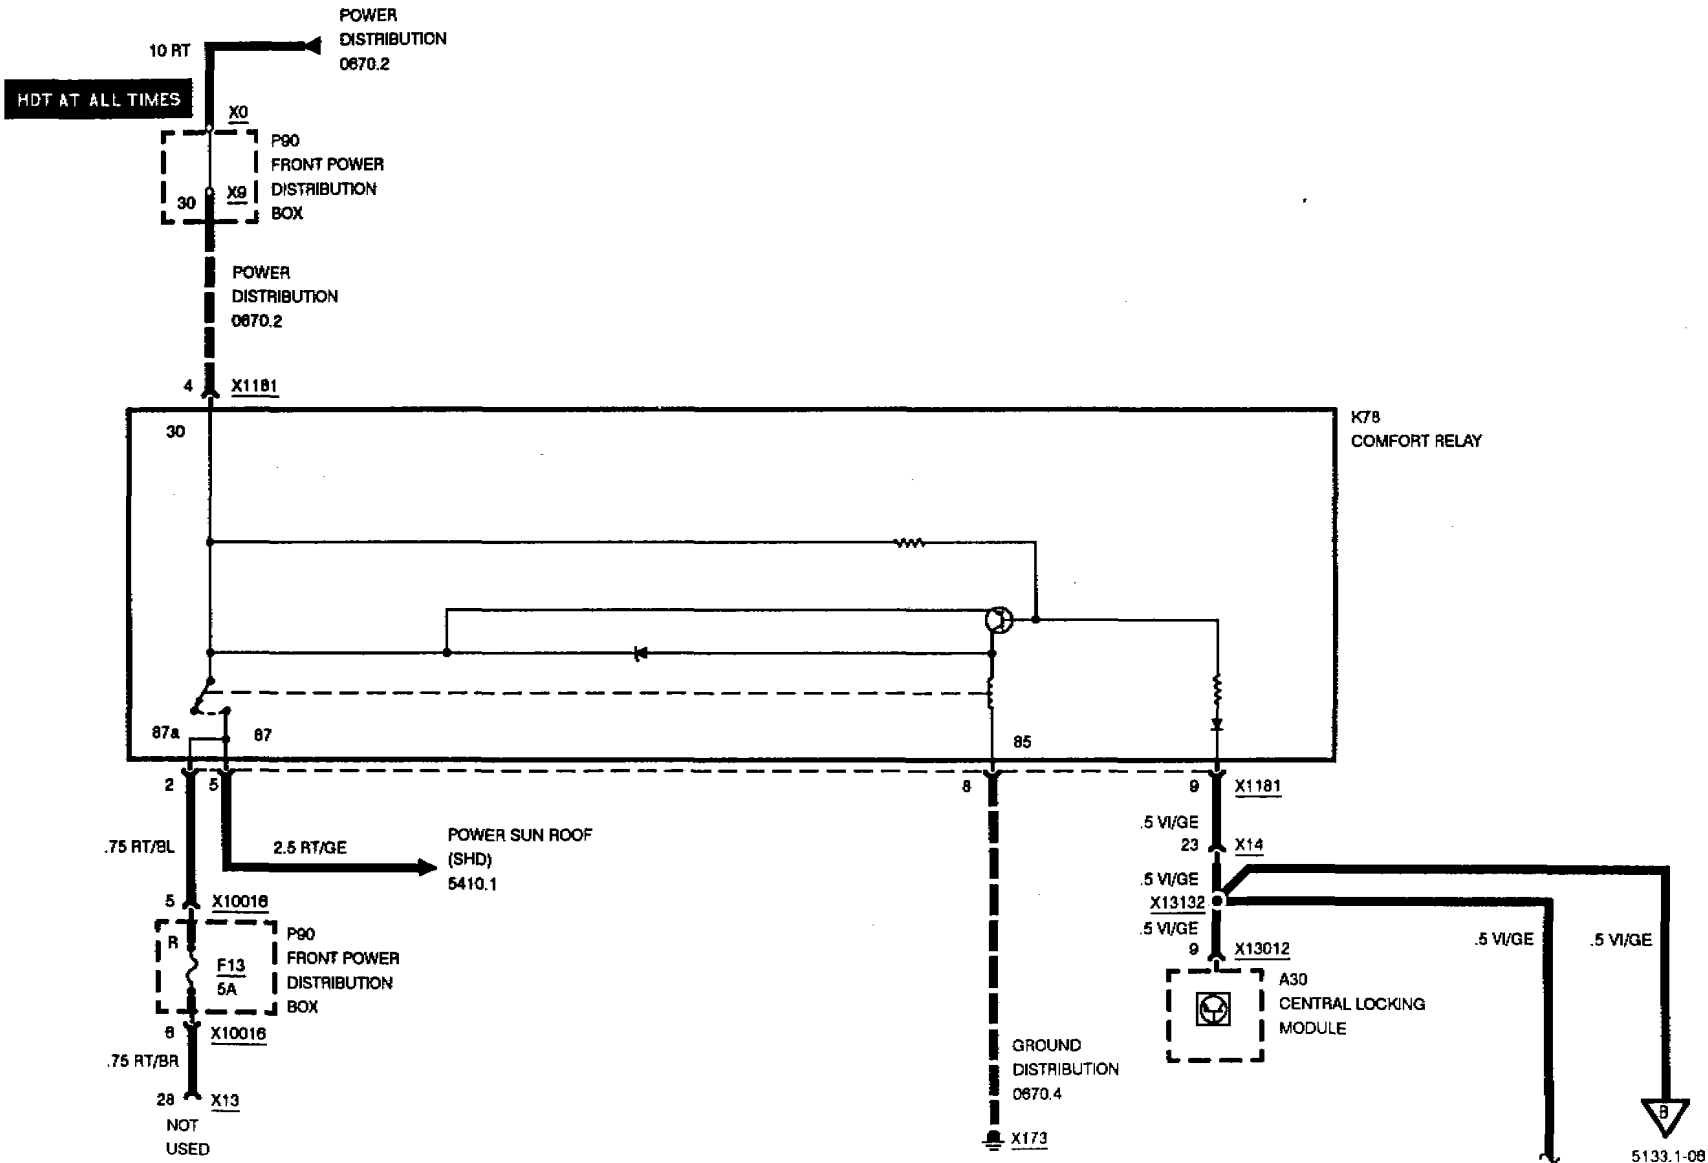 POWER
DISTRIBUTION
0670.2
10 RT
HOT AT ALL TIMES
X0
P90
FRONT POWER
DISTRIBUTION
BOX
30
X9
POWER
DISTRIBUTION
0670.2
4
X1181
K78
COMFORT RELAY
30
87a
87
85
2
5
8
9
X1181
.75 RT/BL
2.5 RT/GE
POWER SUN ROOF
(SHD)
5410.1
.5 VI/GE
23
X14
.5 VI/GE
X13132
.5 VI/GE
.5 VI/GE
.5 VI/GE
5
X10016
R
F13
5A
P90
FRONT POWER
DISTRIBUTION
BOX
9
X13012
A30
CENTRAL LOCKING
MODULE
6
X10016
.75 RT/BR
28
X13
NOT
USED
GROUND
DISTRIBUTION
0670.4
X173
B
5133.1-06